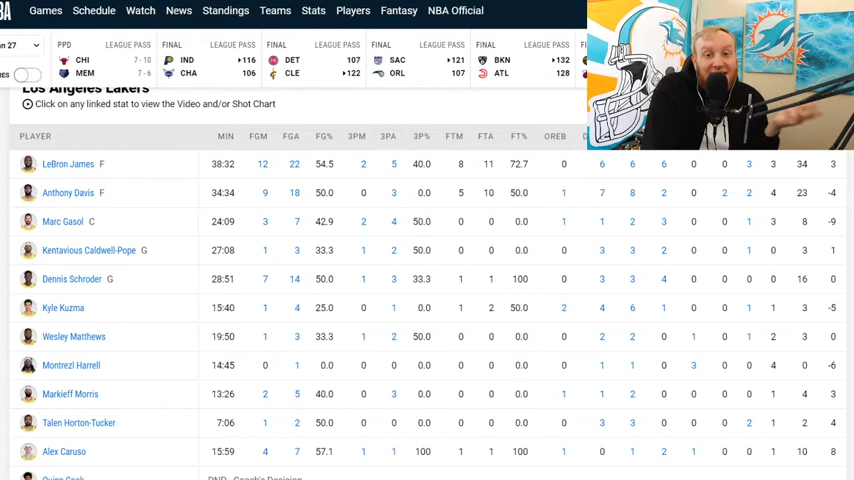 BA Games Schedule Watch News Standings Teams Stats Players Fantasy NBA Official
an 27 PPD LEAGUE PASS FINAL LEAGUE PASS FINAL LEAGUE PASS FINAL LEAGUE PASS FINAL LEAGUE PASS
CHI 7 - 10 IND 116 DET 107 SAC 121 BKN 132
RES MEM 7 - 6 CHA 106 CLE 122 ORL 107 ATL 128
Los Angeles Lakers
Click on any linked stat to view the Video and/or Shot Chart
PLAYER MIN FGM FGA FG% 3PM 3PA 3P% FTM FTA FT% OREB
LeBron James F 38:32 12 22 54.5 2 5 40.0 8 11 72.7 0 6 6 6 0 0 3 3 34 3
Anthony Davis F 34:34 9 18 50.0 0 3 0.0 5 10 50.0 1 7 8 2 0 2 2 4 23 -4
Marc Gasol C 24:09 3 7 42.9 2 4 50.0 0 0 0.0 1 1 2 3 0 0 1 3 8 -9
Kentavious Caldwell-Pope G 27:08 1 3 33.3 1 2 50.0 0 0 0.0 0 3 3 2 0 0 1 0 3 1
Dennis Schroder G 28:51 7 14 50.0 1 3 33.3 1 1 100 0 3 3 4 0 0 0 0 16 0
Kyle Kuzma 15:40 1 4 25.0 0 1 0.0 1 2 50.0 2 4 6 1 0 0 1 1 3 -5
Wesley Matthews 19:50 1 3 33.3 1 2 50.0 0 0 0.0 0 2 2 0 1 0 1 2 3 0
Montrezl Harrell 14:45 0 1 0.0 0 0 0.0 0 0 0.0 0 1 1 0 3 0 0 4 0 -6
Markieff Morris 13:26 2 5 40.0 0 3 0.0 0 0 0.0 1 1 2 0 0 0 0 1 4 3
Talen Horton-Tucker 7:06 1 2 50.0 0 0 0.0 0 0 0.0 0 3 3 0 0 0 2 1 2 4
Alex Caruso 15:59 4 7 57.1 1 1 100 1 1 100 1 0 1 2 1 0 0 1 10 8
Quinn Cook DND - Coach's Decision